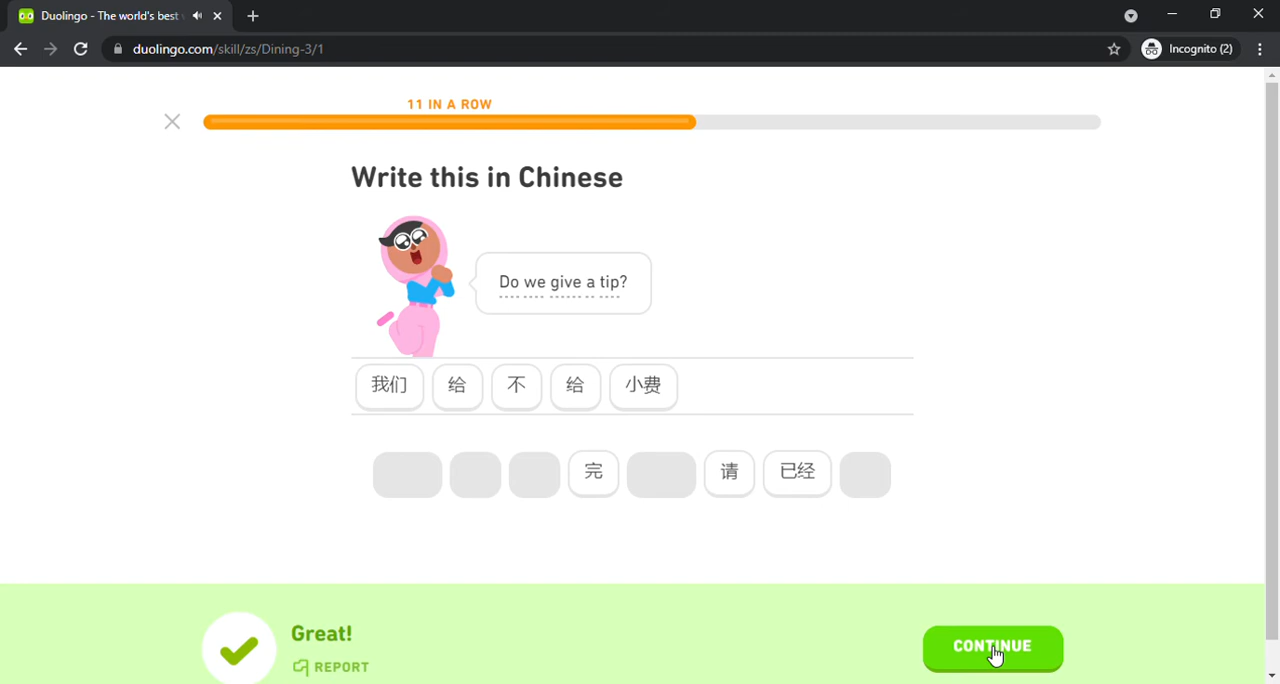 Duolingo - The world's best
duolingo.com/skill/zs/Dining-3/1
Incognito (2)
11 IN A ROW
Write this in Chinese
Do we give a tip?
我们 给 不 给 小费
完 请 已经
Great!
REPORT
CONTINUE